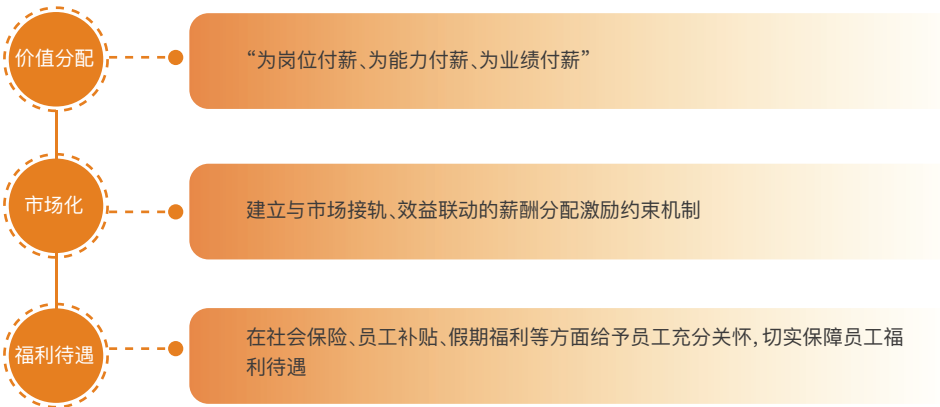 价值分配
“为岗位付薪、为能力付薪、为业绩付薪”
市场化
建立与市场接轨、效益联动的薪酬分配激励约束机制
福利待遇
在社会保险、员工补贴、假期福利等方面给予员工充分关怀，切实保障员工福
利待遇